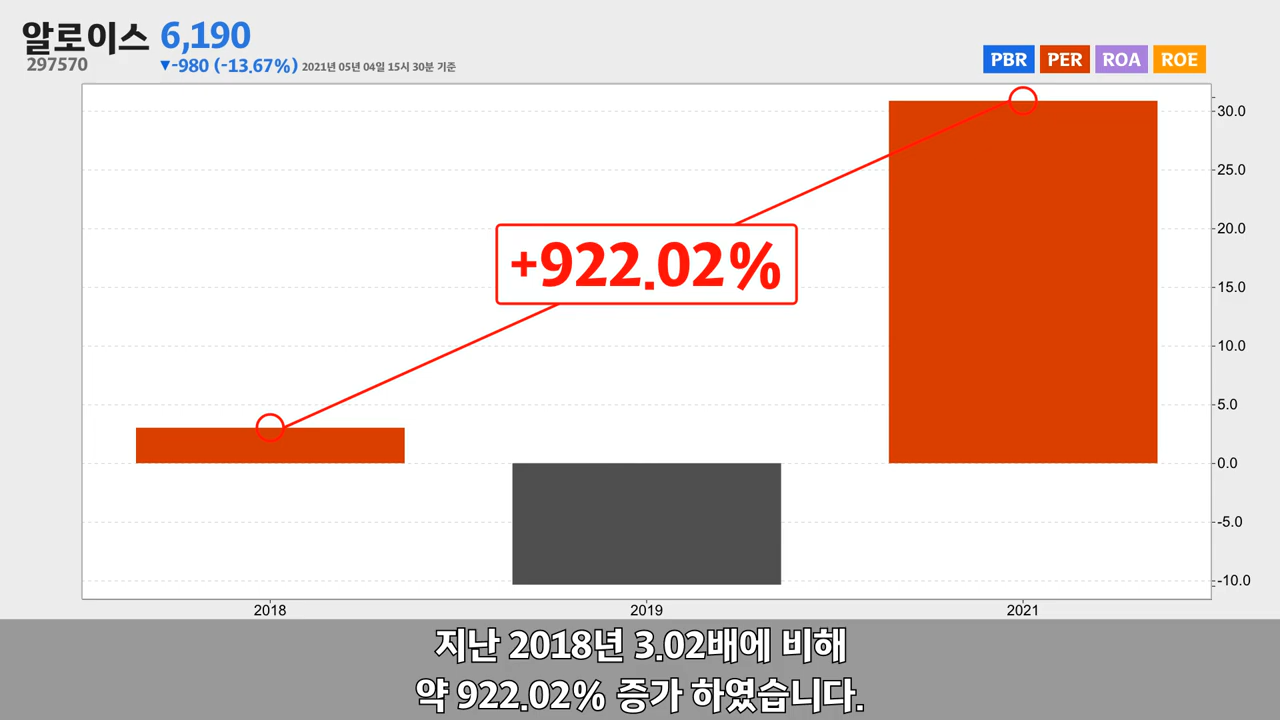 알로이스 6,190
297570
▼-980 (-13.67%) 2021년 05년 04일 15시 30분 기준
PBR PER ROA ROE
30.0
25.0
20.0
15.0
10.0
5.0
0.0
-5.0
-10.0
+922.02%
2018 2019 2021
지난 2018년 3.02배에 비해
약 922.02% 증가 하였습니다.